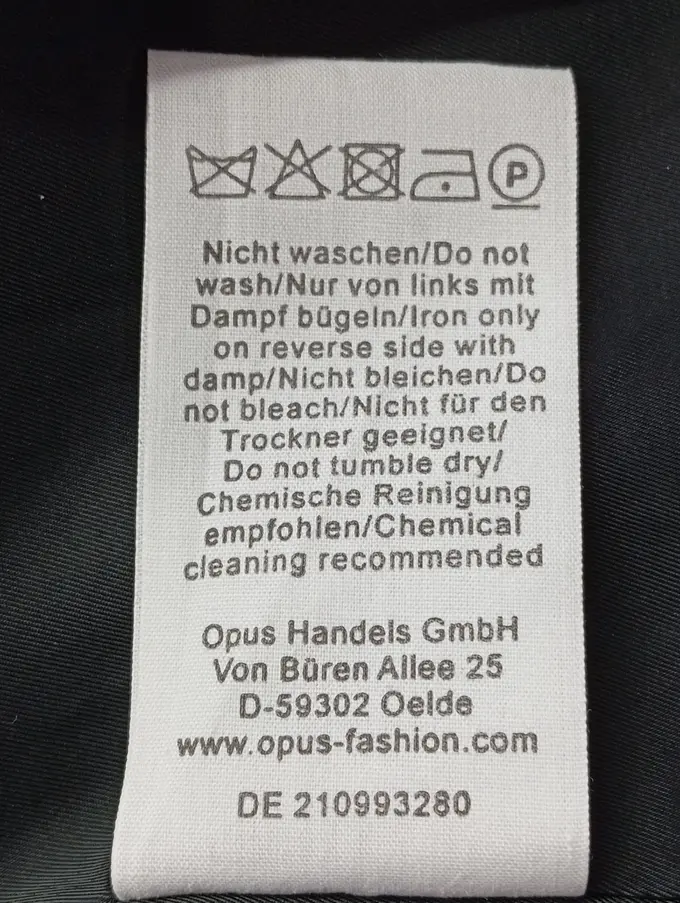 P
Nicht waschen/Do not
wash/Nur von links mit
Dampf bügeln/Iron only
on reverse side with
damp/Nicht bleichen/Do
not bleach/Nicht für den
Trockner geeignet/
Do not tumble dry/
Chemische Reinigung
empfohlen/Chemical
cleaning recommended
Opus Handels GmbH
Von Büren Allee 25
D-59302 Oelde
www.opus-fashion.com
DE 210993280